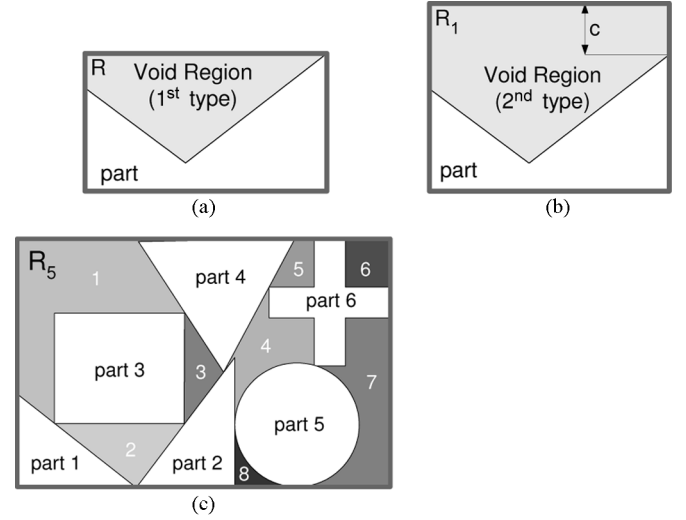 R
Void Region
(1st type)
part
(a)
R1
c
Void Region
(2nd type)
part
(b)
R5
1
part 4
5
6
part 6
part 3
3
4
7
part 5
2
part 1
part 2
8
(c)